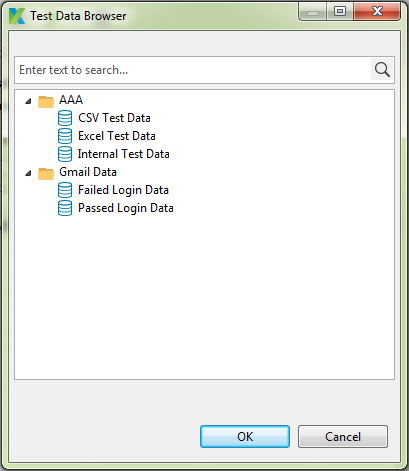 Test Data Browser
Enter text to search...
AAA
CSV Test Data
Excel Test Data
Internal Test Data
Gmail Data
Failed Login Data
Passed Login Data
OK
Cancel